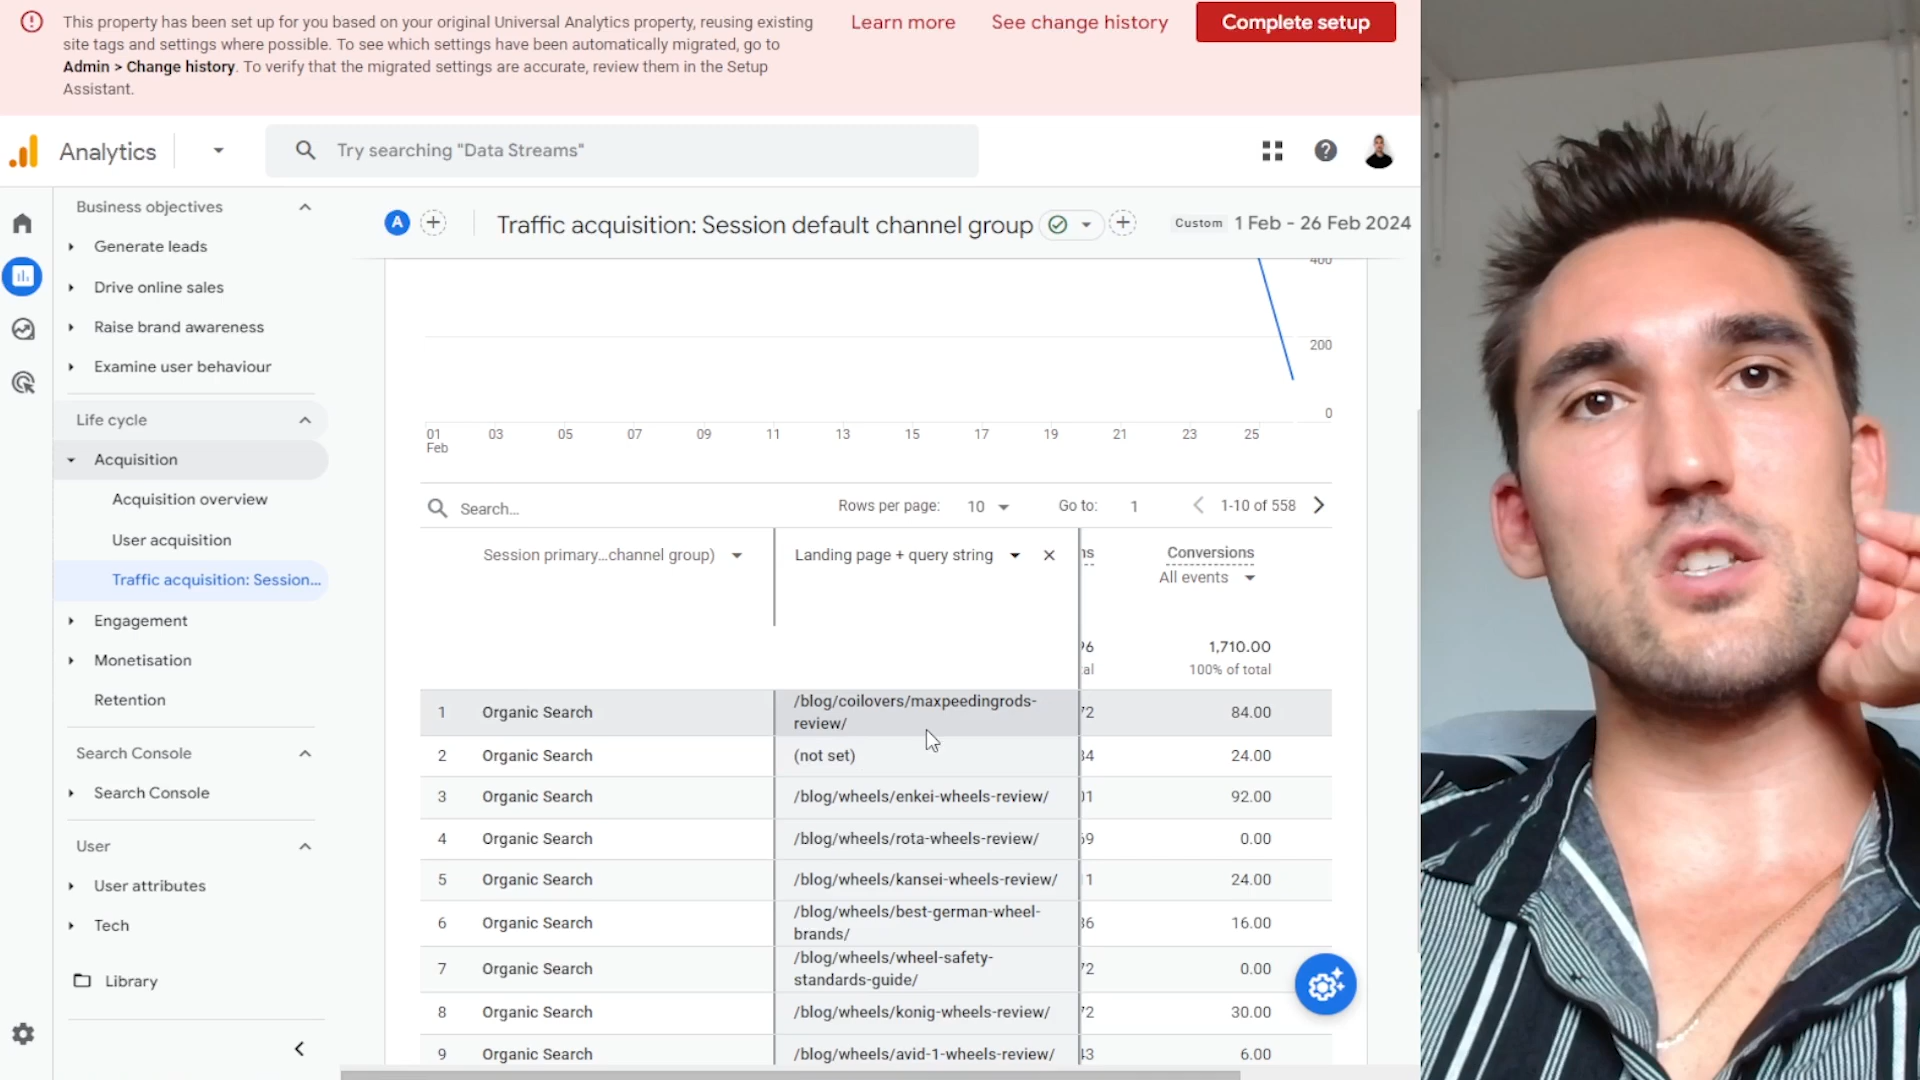 This property has been set up for you based on your original Universal Analytics property, reusing existing
site tags and settings where possible. To see which settings have been automatically migrated, go to
Admin > Change history. To verify that the migrated settings are accurate, review them in the Setup
Assistant.
Learn more
See change history
Complete setup
Analytics
Try searching "Data Streams"
Business objectives
Generate leads
Drive online sales
Raise brand awareness
Examine user behaviour
Life cycle
Acquisition
Acquisition overview
User acquisition
Traffic acquisition: Session...
Engagement
Monetisation
Retention
Search Console
Search Console
User
User attributes
Tech
Library
A
Traffic acquisition: Session default channel group
Custom 1 Feb - 26 Feb 2024
400
200
0
01 03 05 07 09 11 13 15 17 19 21 23 25
Feb
Search...
Rows per page: 10
Go to: 1
1-10 of 558
Session primary...channel group)
Landing page + query string
ns
Conversions
All events
96 1,710.00
al 100% of total
1 Organic Search /blog/coilovers/maxpeedingrods-
review/ 72 84.00
2 Organic Search (not set) 34 24.00
3 Organic Search /blog/wheels/enkei-wheels-review/ 01 92.00
4 Organic Search /blog/wheels/rota-wheels-review/ 69 0.00
5 Organic Search /blog/wheels/kansei-wheels-review/ 1 24.00
6 Organic Search /blog/wheels/best-german-wheel-
brands/ 36 16.00
7 Organic Search /blog/wheels/wheel-safety-
standards-guide/ 72 0.00
8 Organic Search /blog/wheels/konig-wheels-review/ 72 30.00
9 Organic Search /blog/wheels/avid-1-wheels-review/ 43 6.00